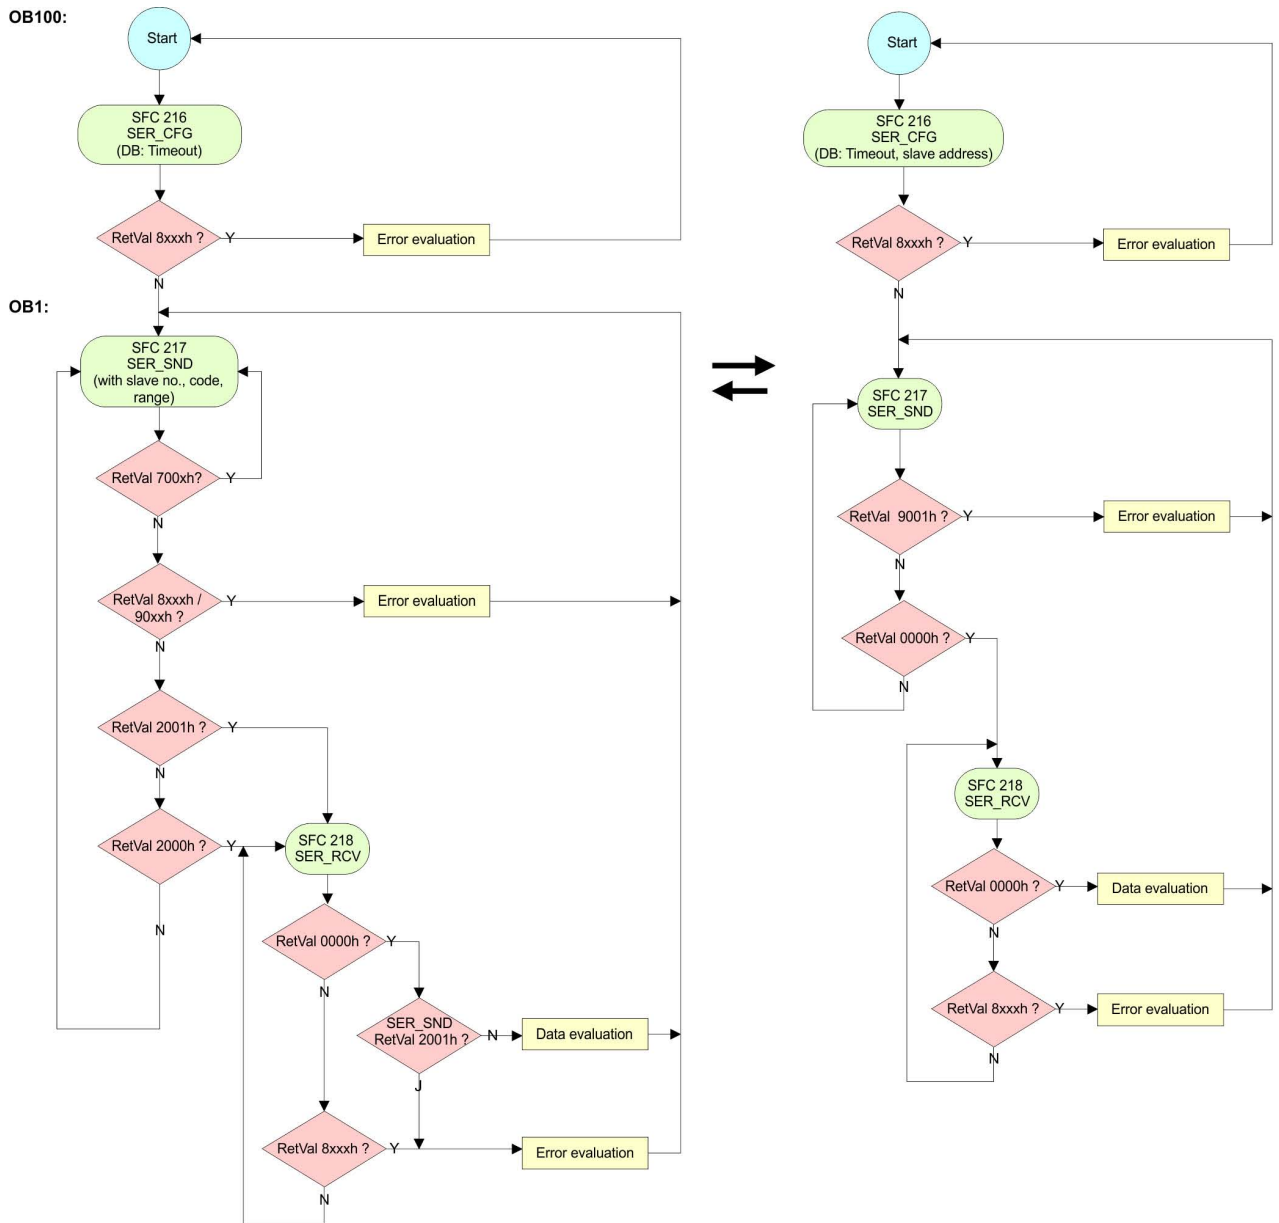 OB100:
Start
SFC 216
SER_CFG
(DB: Timeout)
RetVal 8xxxh ?
Y
Error evaluation
N
OB1:
SFC 217
SER_SND
(with slave no., code,
range)
RetVal 700xh?
Y
N
RetVal 8xxxh /
90xxh ?
Y
Error evaluation
N
RetVal 2001h ?
Y
N
RetVal 2000h ?
Y
N
SFC 218
SER_RCV
RetVal 0000h ?
Y
N
SER_SND
RetVal 2001h ?
N
Data evaluation
J
RetVal 8xxxh ?
Y
Error evaluation
N
Start
SFC 216
SER_CFG
(DB: Timeout, slave address)
RetVal 8xxxh ?
Y
Error evaluation
N
SFC 217
SER_SND
RetVal 9001h ?
Y
Error evaluation
N
RetVal 0000h ?
Y
N
SFC 218
SER_RCV
RetVal 0000h ?
Y
Data evaluation
N
RetVal 8xxxh ?
Y
Error evaluation
N